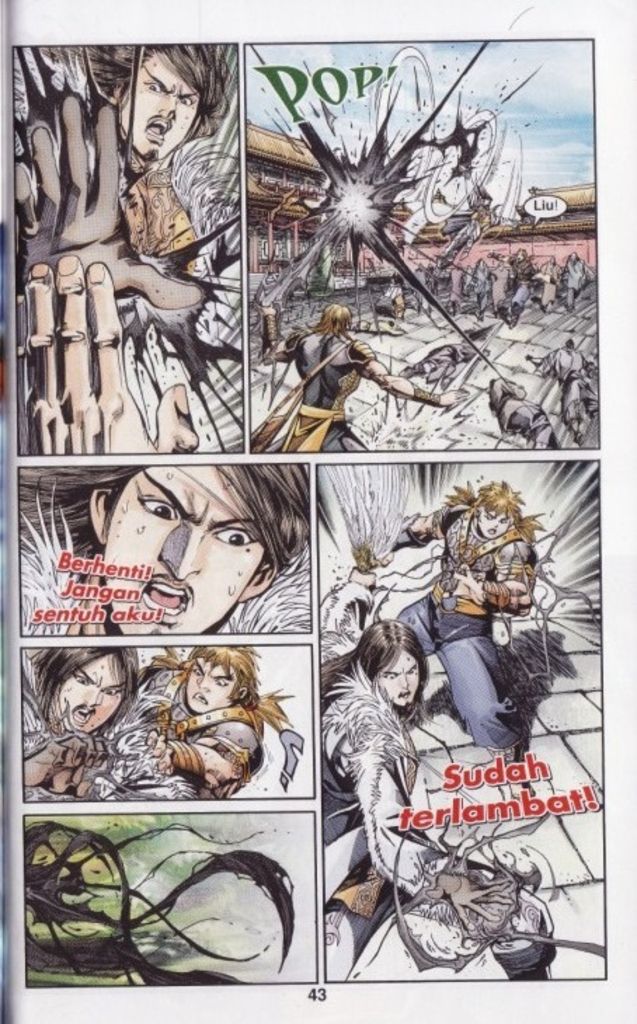 POP!
Liu!
Berhenti!
Jangan
sentuh aku!
Sudah
terlambat!
43